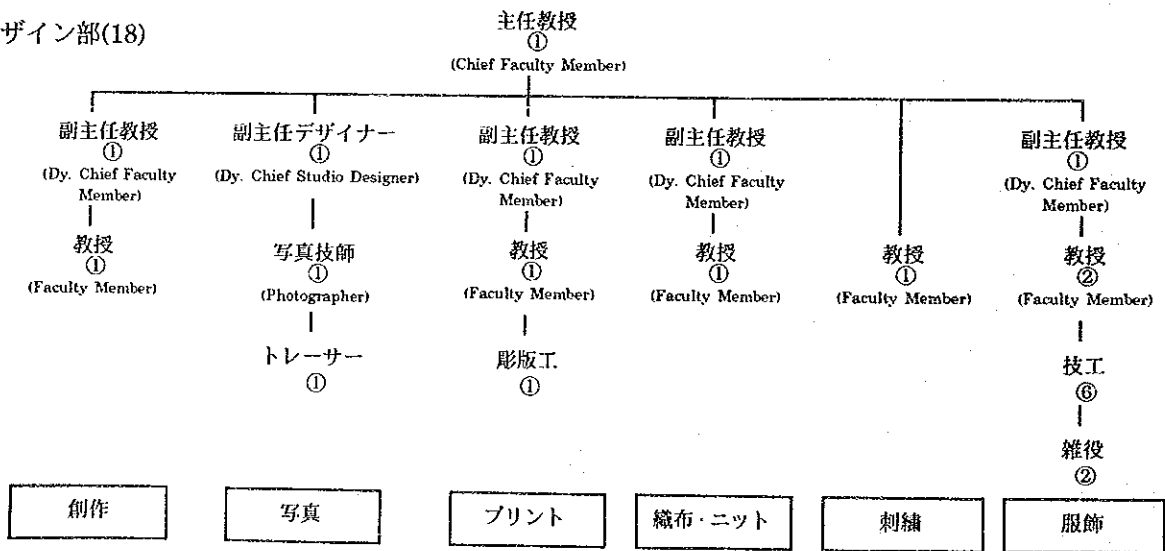 ザイン部(18)
主任教授
①
(Chief Faculty Member)
副主任教授
①
(Dy. Chief Faculty
Member)
教授
①
(Faculty Member)
副主任デザイナー
①
(Dy. Chief Studio Designer)
写真技師
①
(Photographer)
トレーサー
①
副主任教授
①
(Dy. Chief Faculty
Member)
教授
①
(Faculty Member)
彫版工
①
副主任教授
①
(Dy. Chief Faculty
Member)
教授
①
(Faculty Member)
教授
①
(Faculty Member)
副主任教授
①
(Dy. Chief Faculty
Member)
教授
②
(Faculty Member)
技工
⑥
雑役
②
創作
写真
プリント
織布・ニット
刺繍
服飾